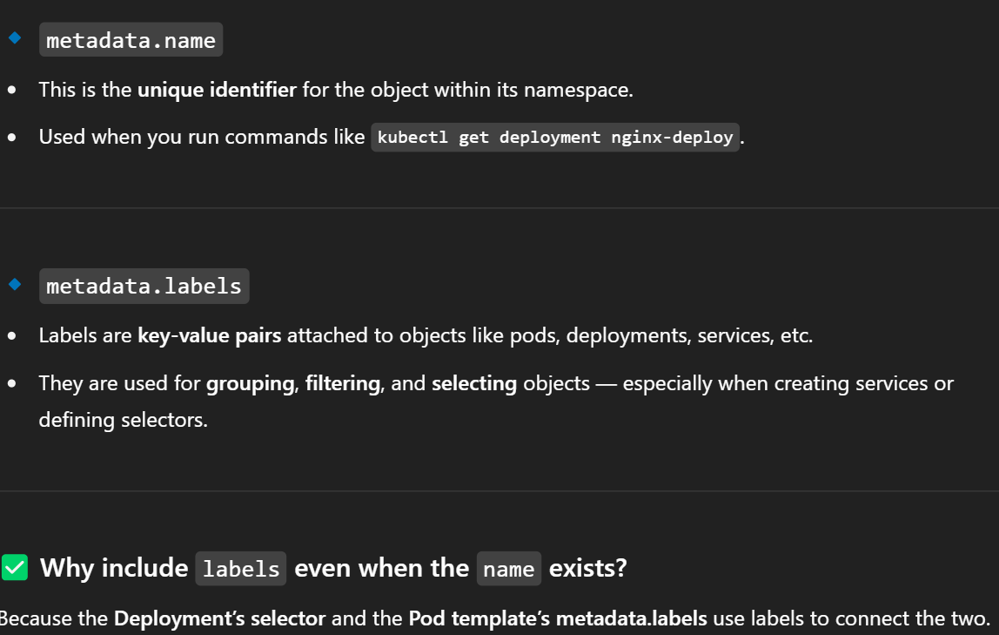 metadata.name
This is the unique identifier for the object within its namespace.
Used when you run commands like kubectl get deployment nginx-deploy.
metadata.labels
Labels are key-value pairs attached to objects like pods, deployments, services, etc.
They are used for grouping, filtering, and selecting objects — especially when creating services or
defining selectors.
Why include labels even when the name exists?
Because the Deployment’s selector and the Pod template’s metadata.labels use labels to connect the two.